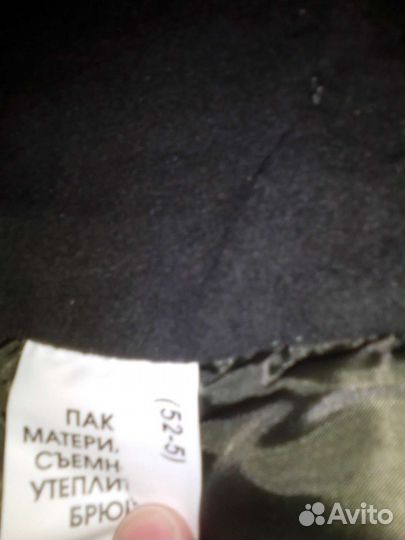 ПАК
МАТЕРИ
СЪЕМН
УТЕПЛИ
БРЮ
(52-5)
Avito